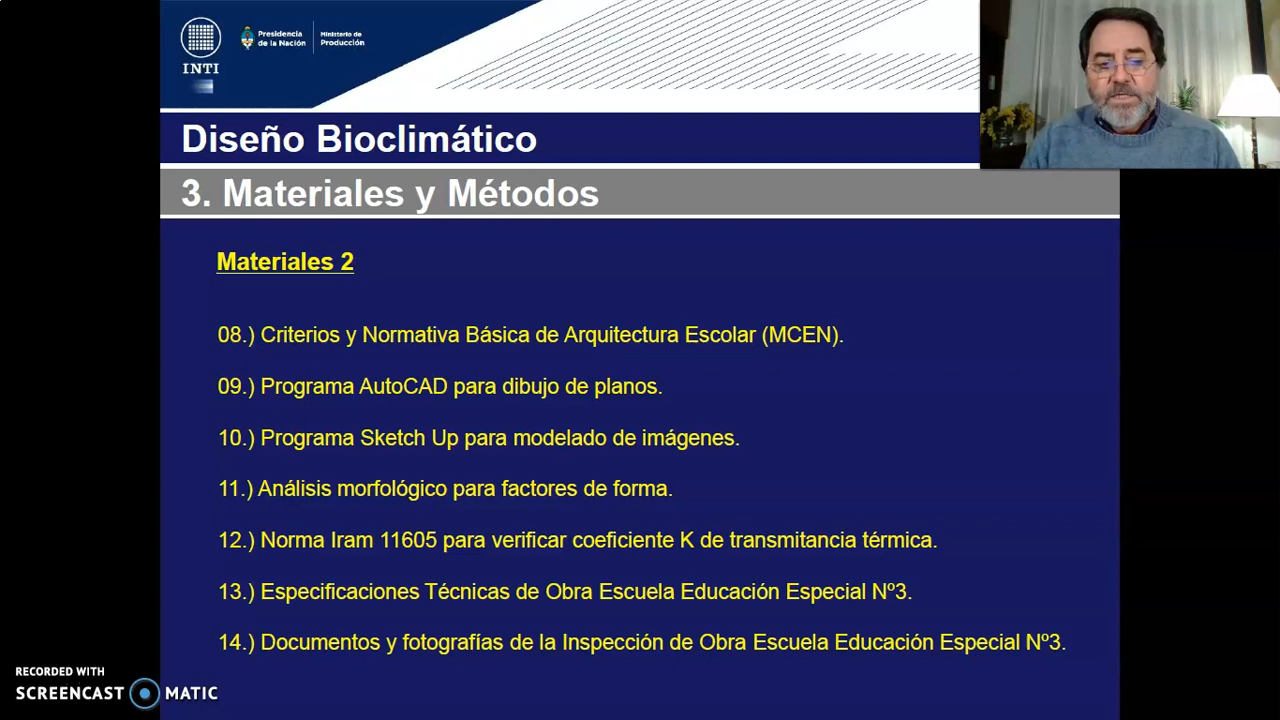 INTI
Presidencia
de la Nación
Ministerio de
Producción
Diseño Bioclimático
3. Materiales y Métodos
Materiales 2
08.) Criterios y Normativa Básica de Arquitectura Escolar (MCEN).
09.) Programa AutoCAD para dibujo de planos.
10.) Programa Sketch Up para modelado de imágenes.
11.) Análisis morfológico para factores de forma.
12.) Norma Iram 11605 para verificar coeficiente K de transmitancia térmica.
13.) Especificaciones Técnicas de Obra Escuela Educación Especial Nº3.
14.) Documentos y fotografías de la Inspección de Obra Escuela Educación Especial Nº3.
RECORDED WITH
SCREENCAST MATIC